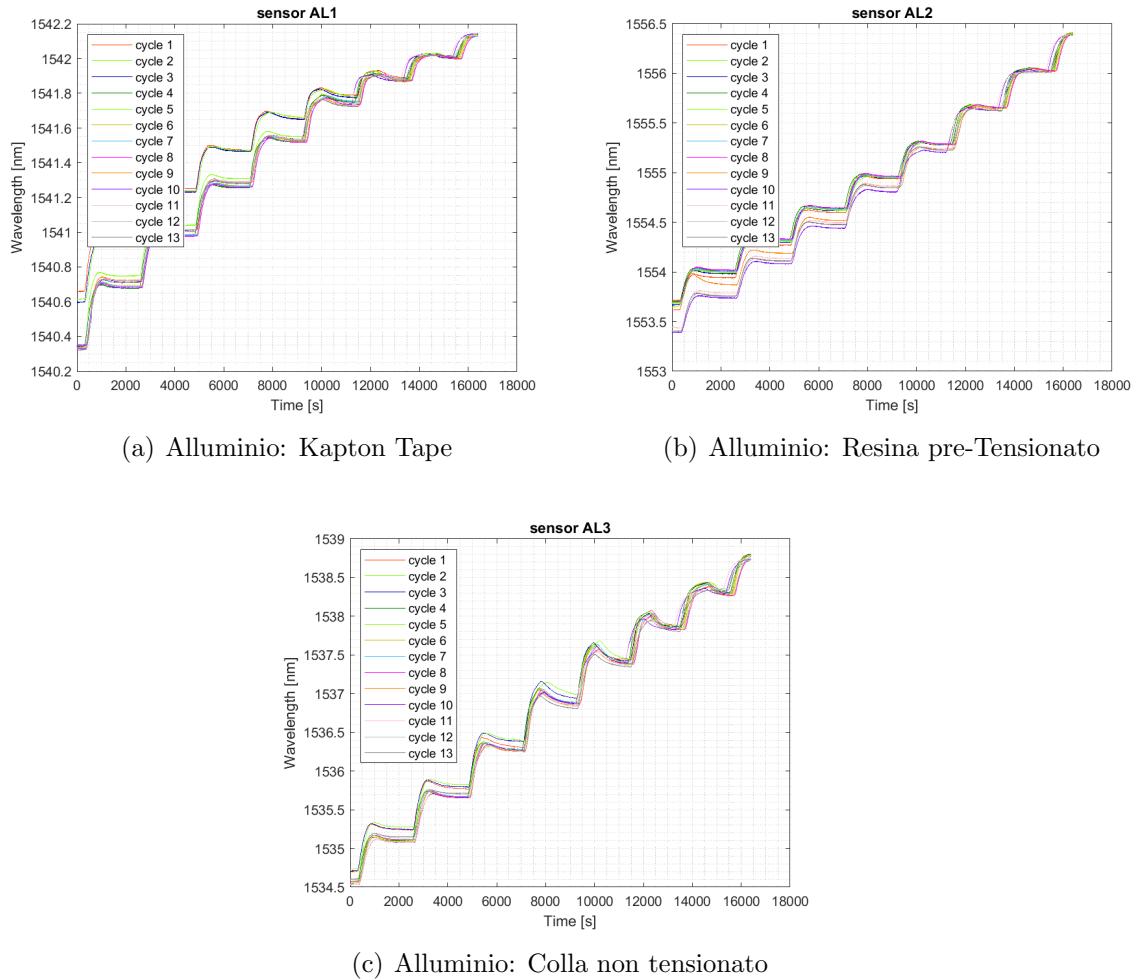 sensor AL1
Wavelength [nm]
1542.2
1542
1541.8
1541.6
1541.4
1541.2
1541
1540.8
1540.6
1540.4
1540.2
cycle 1
cycle 2
cycle 3
cycle 4
cycle 5
cycle 6
cycle 7
cycle 8
cycle 9
cycle 10
cycle 11
cycle 12
cycle 13
0 2000 4000 6000 8000 10000 12000 14000 16000 18000
Time [s]
(a) Alluminio: Kapton Tape
sensor AL2
Wavelength [nm]
1556.5
1556
1555.5
1555
1554.5
1554
1553.5
1553
cycle 1
cycle 2
cycle 3
cycle 4
cycle 5
cycle 6
cycle 7
cycle 8
cycle 9
cycle 10
cycle 11
cycle 12
cycle 13
0 2000 4000 6000 8000 10000 12000 14000 16000 18000
Time [s]
(b) Alluminio: Resina pre-Tensionato
sensor AL3
Wavelength [nm]
1539
1538.5
1538
1537.5
1537
1536.5
1536
1535.5
1535
1534.5
cycle 1
cycle 2
cycle 3
cycle 4
cycle 5
cycle 6
cycle 7
cycle 8
cycle 9
cycle 10
cycle 11
cycle 12
cycle 13
0 2000 4000 6000 8000 10000 12000 14000 16000 18000
Time [s]
(c) Alluminio: Colla non tensionato